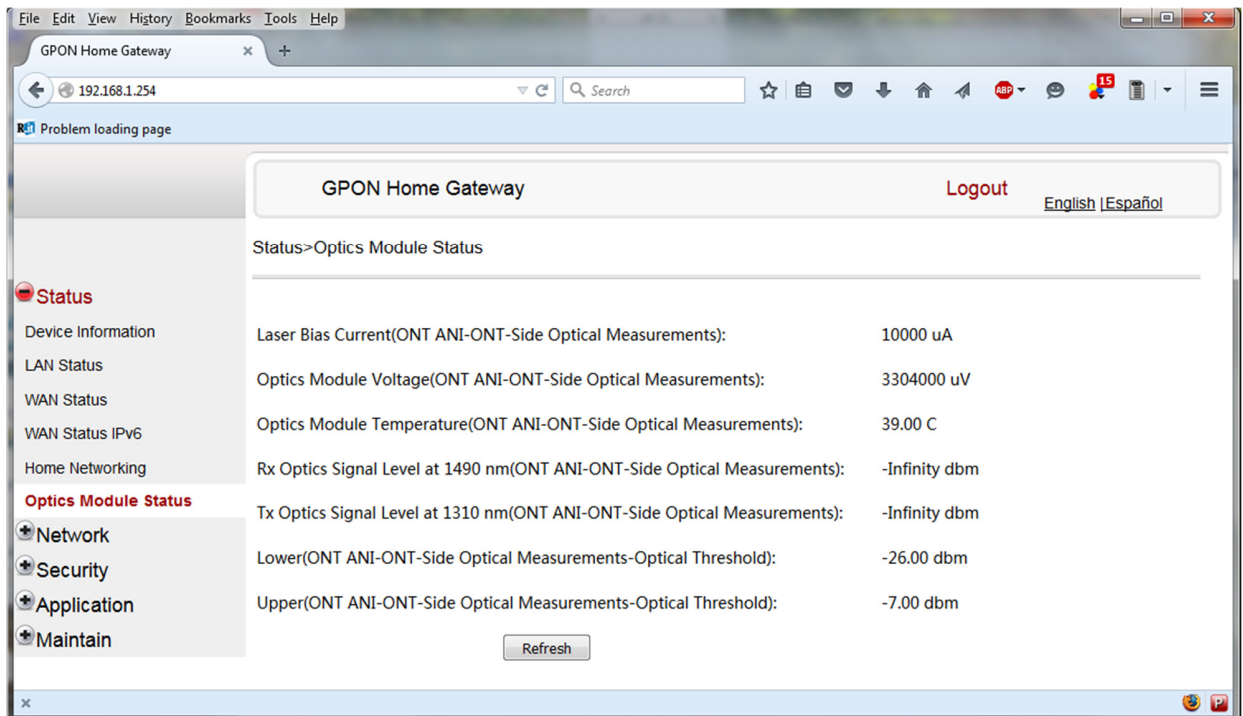 File Edit View History Bookmarks Tools Help
GPON Home Gateway × +
192.168.1.254 Search ABP 15
Problem loading page
GPON Home Gateway Logout English | Español
Status>Optics Module Status
Status
Device Information
LAN Status
WAN Status
WAN Status IPv6
Home Networking
Optics Module Status
Network
Security
Application
Maintain
Laser Bias Current(ONT ANI-ONT-Side Optical Measurements): 10000 uA
Optics Module Voltage(ONT ANI-ONT-Side Optical Measurements): 3304000 uV
Optics Module Temperature(ONT ANI-ONT-Side Optical Measurements): 39.00 C
Rx Optics Signal Level at 1490 nm(ONT ANI-ONT-Side Optical Measurements): -Infinity dbm
Tx Optics Signal Level at 1310 nm(ONT ANI-ONT-Side Optical Measurements): -Infinity dbm
Lower(ONT ANI-ONT-Side Optical Measurements-Optical Threshold): -26.00 dbm
Upper(ONT ANI-ONT-Side Optical Measurements-Optical Threshold): -7.00 dbm
Refresh